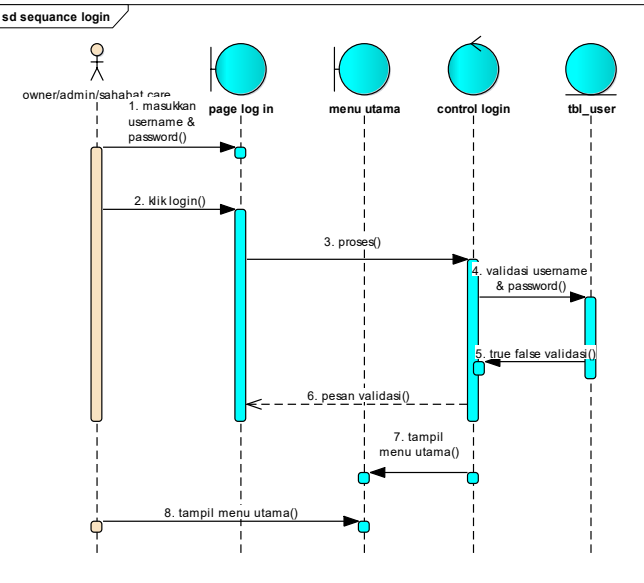 sd sequance login
owner/admin/sahabat care
page log in
menu utama
control login
tbl_user
1. masukkan
username &
password()
2. klik login()
3. proses()
4. validasi username
& password()
5. true false validasi()
6. pesan validasi()
7. tampil
menu utama()
8. tampil menu utama()